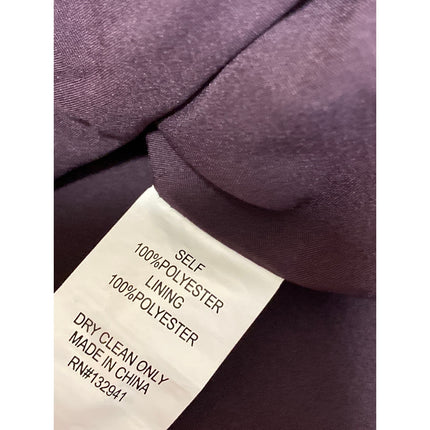 SELF
100%POLYESTER
LINING
100%POLYESTER
DRY CLEAN ONLY
MADE IN CHINA
RN#132941